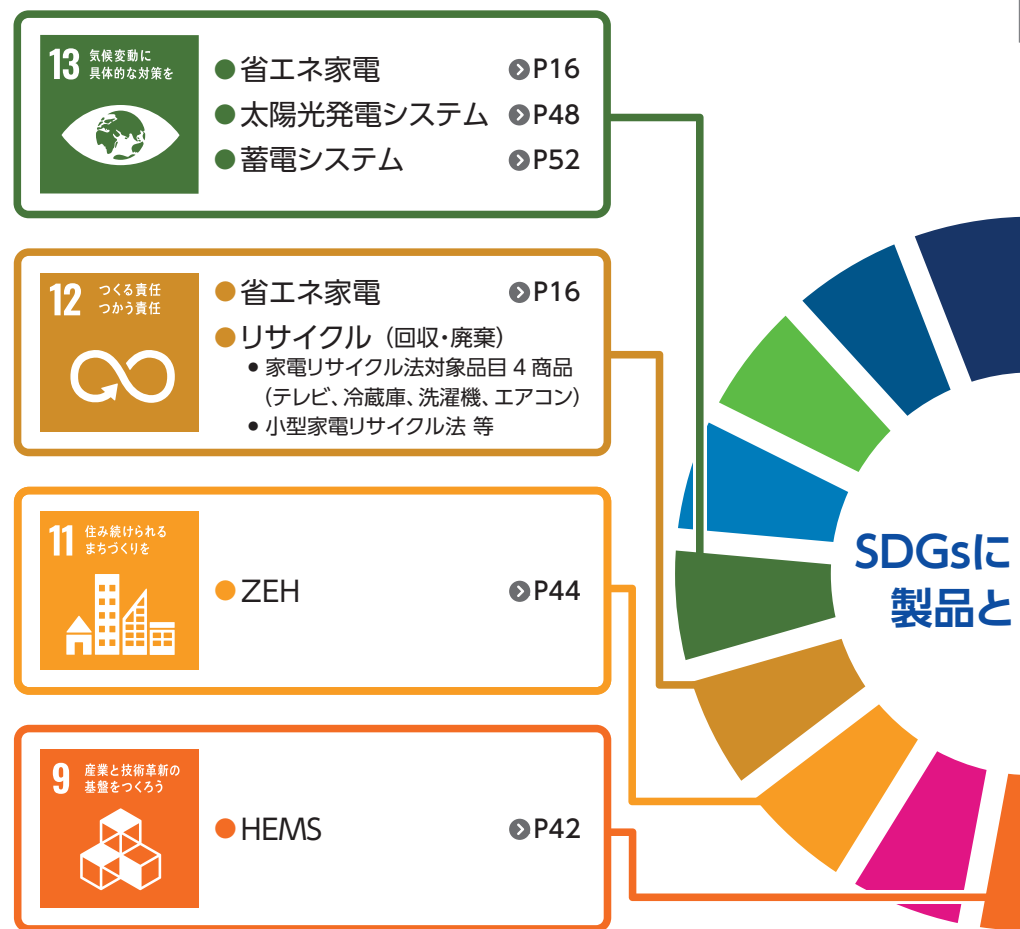 13 気候変動に
具体的な対策を
●省エネ家電 P16
●太陽光発電システム P48
●蓄電システム P52
12 つくる責任
つかう責任
●省エネ家電 P16
●リサイクル（回収・廃棄）
• 家電リサイクル法対象品目 4 商品
（テレビ、冷蔵庫、洗濯機、エアコン）
• 小型家電リサイクル法 等
11 住み続けられる
まちづくりを
●ZEH P44
9 産業と技術革新の
基盤をつくろう
●HEMS P42
SDGsに
製品と